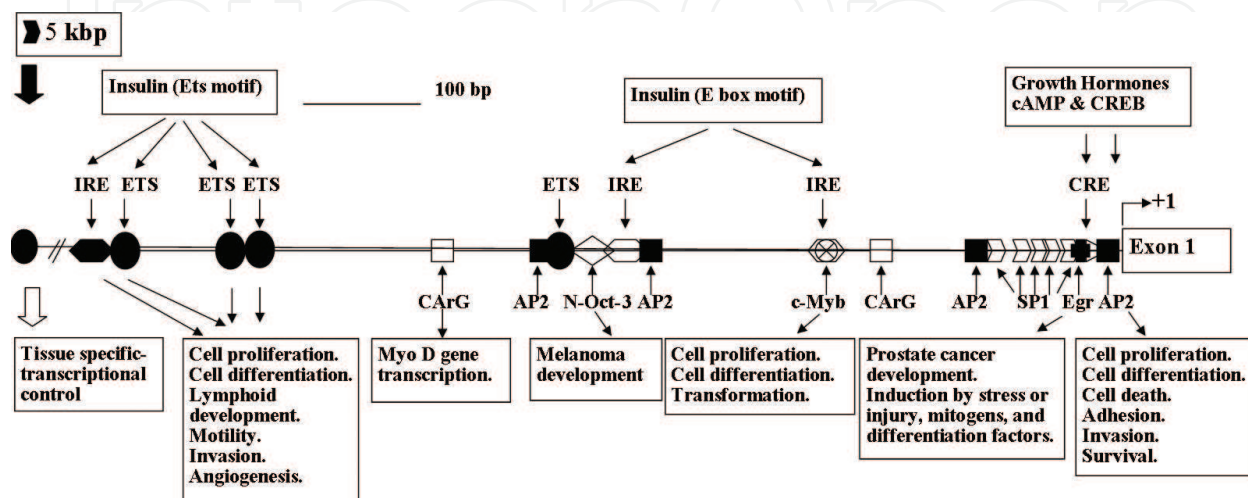 5 kbp
Insulin (Ets motif)
100 bp
Insulin (E box motif)
Growth Hormones
cAMP & CREB
IRE ETS ETS ETS ETS IRE IRE CRE
+1
Exon 1
CArG AP2 N-Oct-3 AP2 c-Myb CArG AP2 SP1 Egr AP2
Tissue specific-
transcriptional
control
Cell proliferation.
Cell differentiation.
Lymphoid
development.
Motility.
Invasion.
Angiogenesis.
Myo D gene
transcription.
Melanoma
development
Cell proliferation.
Cell differentiation.
Transformation.
Prostate cancer
development.
Induction by stress or
injury, mitogens, and
differentiation factors.
Cell proliferation.
Cell differentiation.
Cell death.
Adhesion.
Invasion.
Survival.